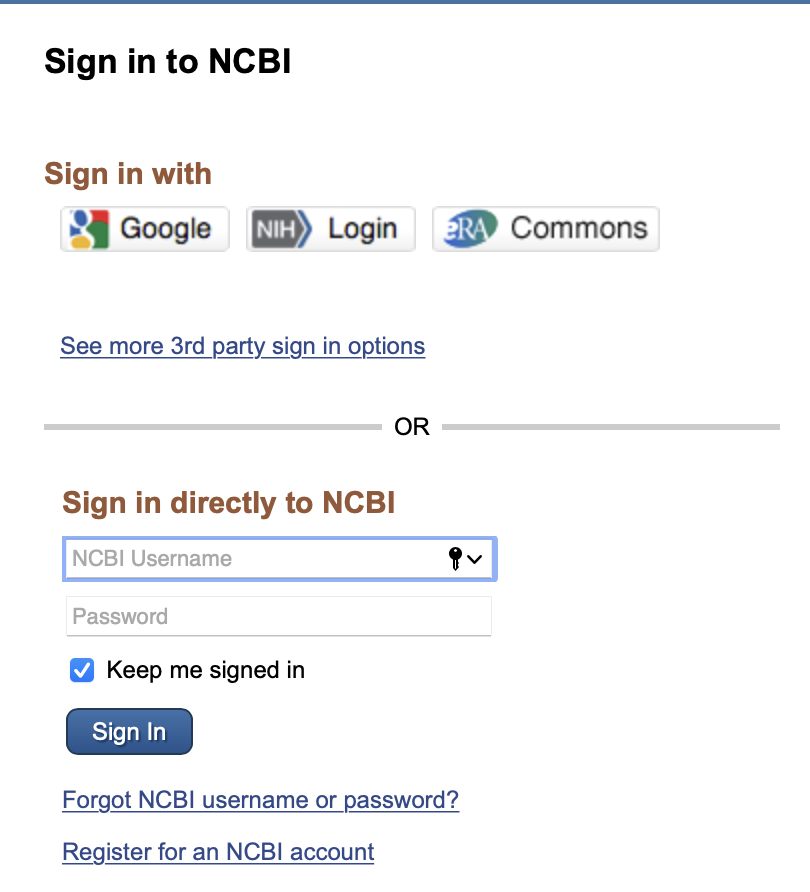 Sign in to NCBI
Sign in with
Google
NIH Login
eRA Commons
See more 3rd party sign in options
OR
Sign in directly to NCBI
NCBI Username
Password
Keep me signed in
Sign In
Forgot NCBI username or password?
Register for an NCBI account